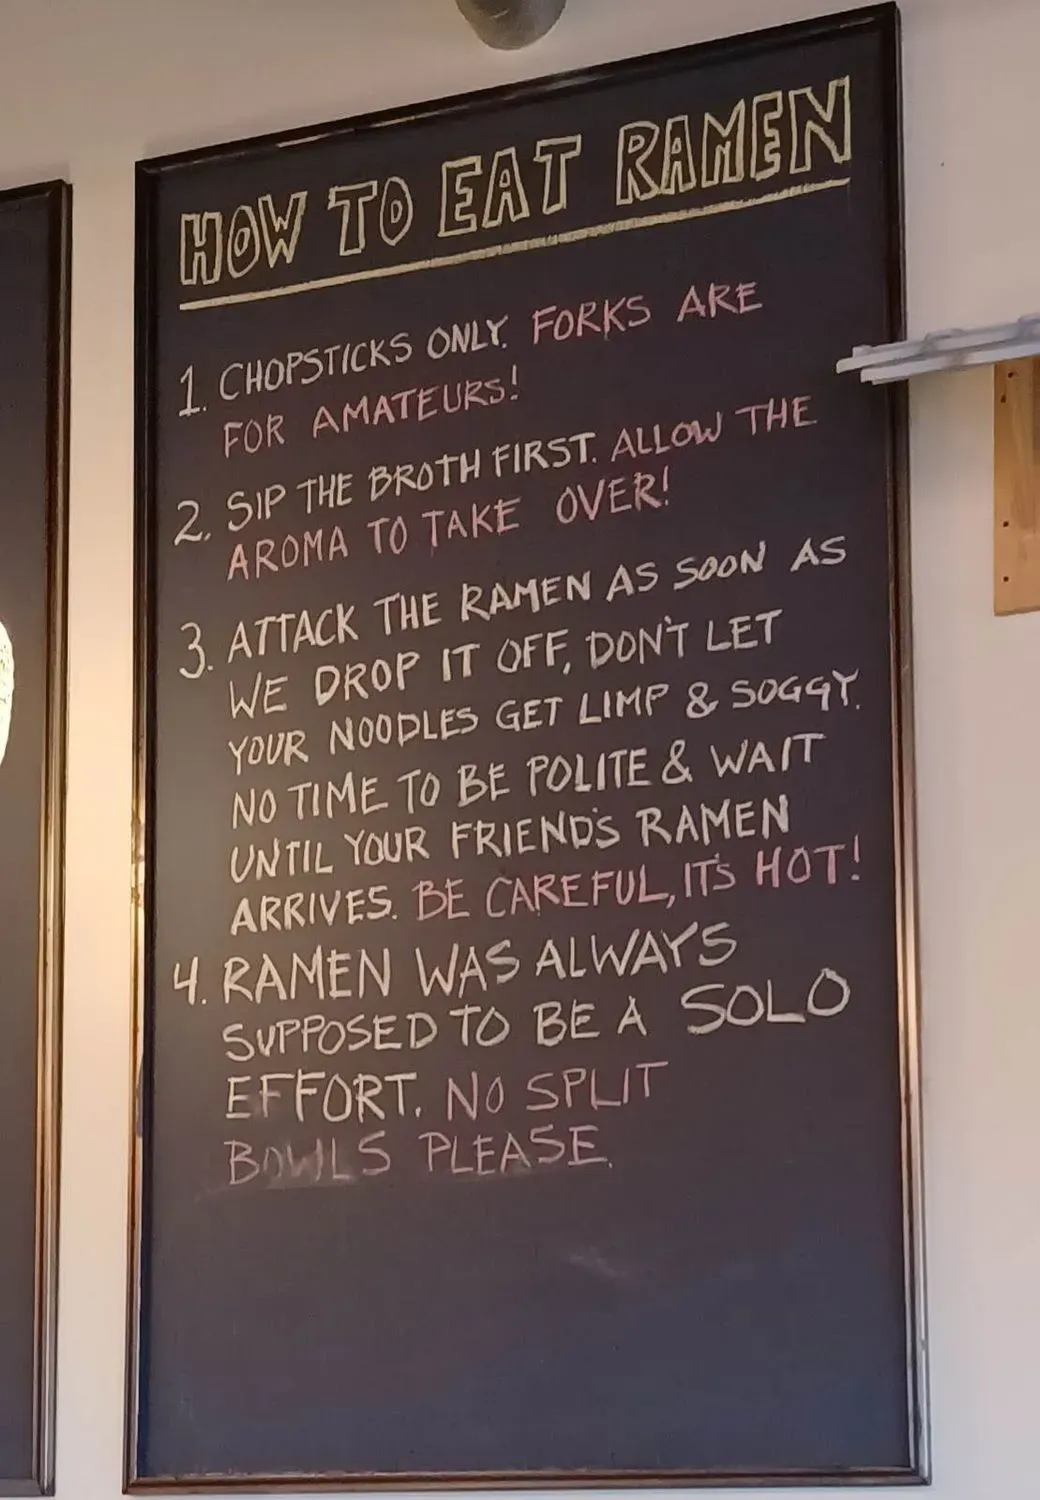 HOW TO EAT RAMEN
1. CHOPSTICKS ONLY. FORKS ARE
FOR AMATEURS!
2. SIP THE BROTH FIRST. ALLOW THE
AROMA TO TAKE OVER!
3. ATTACK THE RAMEN AS SOON AS
WE DROP IT OFF, DON'T LET
YOUR NOODLES GET LIMP & SOGGY.
NO TIME TO BE POLITE & WAIT
UNTIL YOUR FRIEND'S RAMEN
ARRIVES. BE CAREFUL, IT'S HOT!
4. RAMEN WAS ALWAYS
SUPPOSED TO BE A SOLO
EFFORT. NO SPLIT
BOWLS PLEASE.